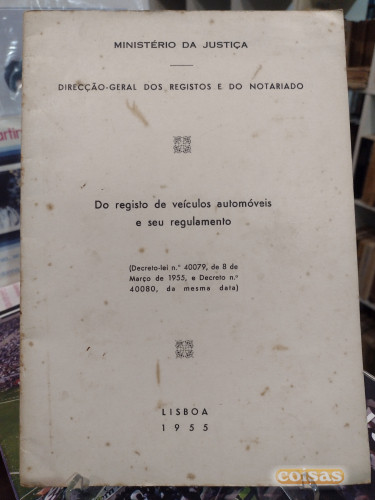 MINISTÉRIO DA JUSTIÇA
DIRECÇÃO-GERAL DOS REGISTOS E DO NOTARIADO
Do registo de veículos automóveis
e seu regulamento
(Decreto-lei n.º 40079, de 8 de
Março de 1955, e Decreto n.º
40080, da mesma data)
LISBOA
1955
coisas